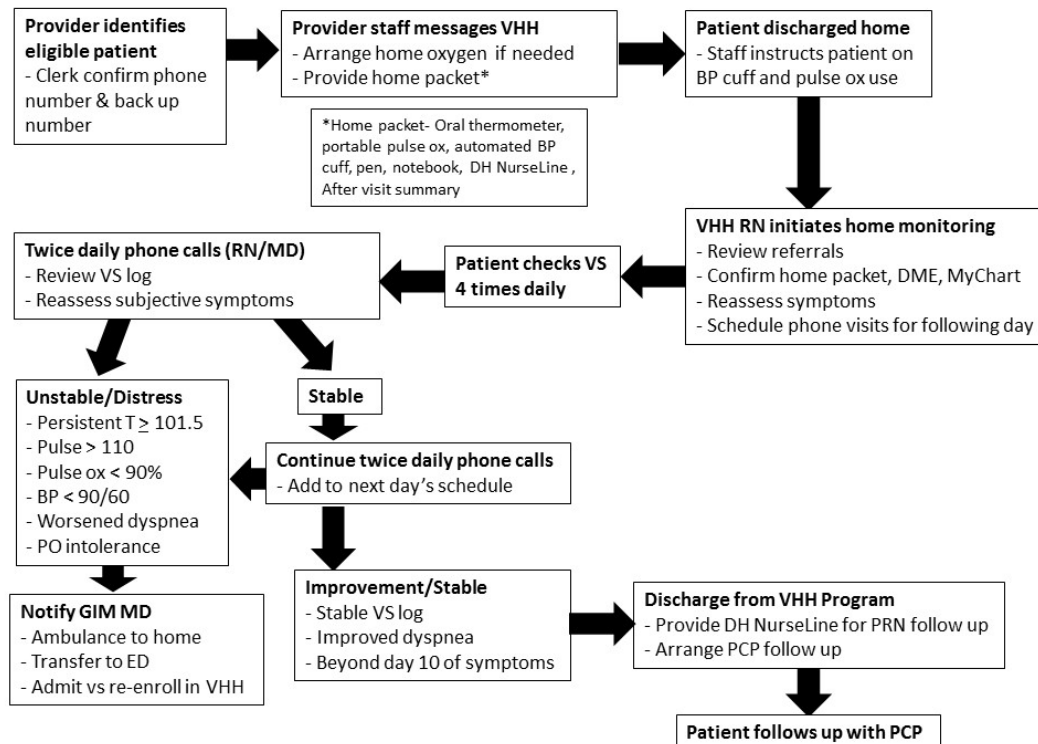 Provider identifies
eligible patient
- Clerk confirm phone
number & back up
number
Provider staff messages VHH
- Arrange home oxygen if needed
- Provide home packet*
Patient discharged home
- Staff instructs patient on
BP cuff and pulse ox use
*Home packet- Oral thermometer,
portable pulse ox, automated BP
cuff, pen, notebook, DH NurseLine ,
After visit summary
VHH RN initiates home monitoring
- Review referrals
- Confirm home packet, DME, MyChart
- Reassess symptoms
- Schedule phone visits for following day
Patient checks VS
4 times daily
Twice daily phone calls (RN/MD)
- Review VS log
- Reassess subjective symptoms
Unstable/Distress
- Persistent T ≥ 101.5
- Pulse > 110
- Pulse ox < 90%
- BP < 90/60
- Worsened dyspnea
- PO intolerance
Stable
Continue twice daily phone calls
- Add to next day's schedule
Notify GIM MD
- Ambulance to home
- Transfer to ED
- Admit vs re-enroll in VHH
Improvement/Stable
- Stable VS log
- Improved dyspnea
- Beyond day 10 of symptoms
Discharge from VHH Program
- Provide DH NurseLine for PRN follow up
- Arrange PCP follow up
Patient follows up with PCP